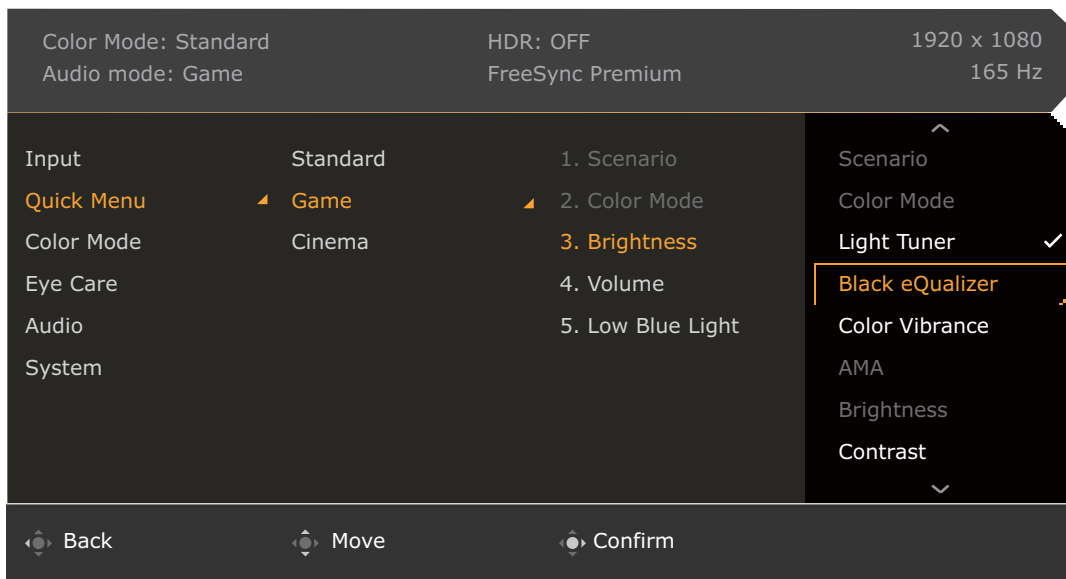 Color Mode: Standard
Audio mode: Game
HDR: OFF
FreeSync Premium
1920 x 1080
165 Hz
Input
Quick Menu
Color Mode
Eye Care
Audio
System
Standard
Game
Cinema
1. Scenario
2. Color Mode
3. Brightness
4. Volume
5. Low Blue Light
Scenario
Color Mode
Light Tuner
Black eQualizer
Color Vibrance
AMA
Brightness
Contrast
Back
Move
Confirm